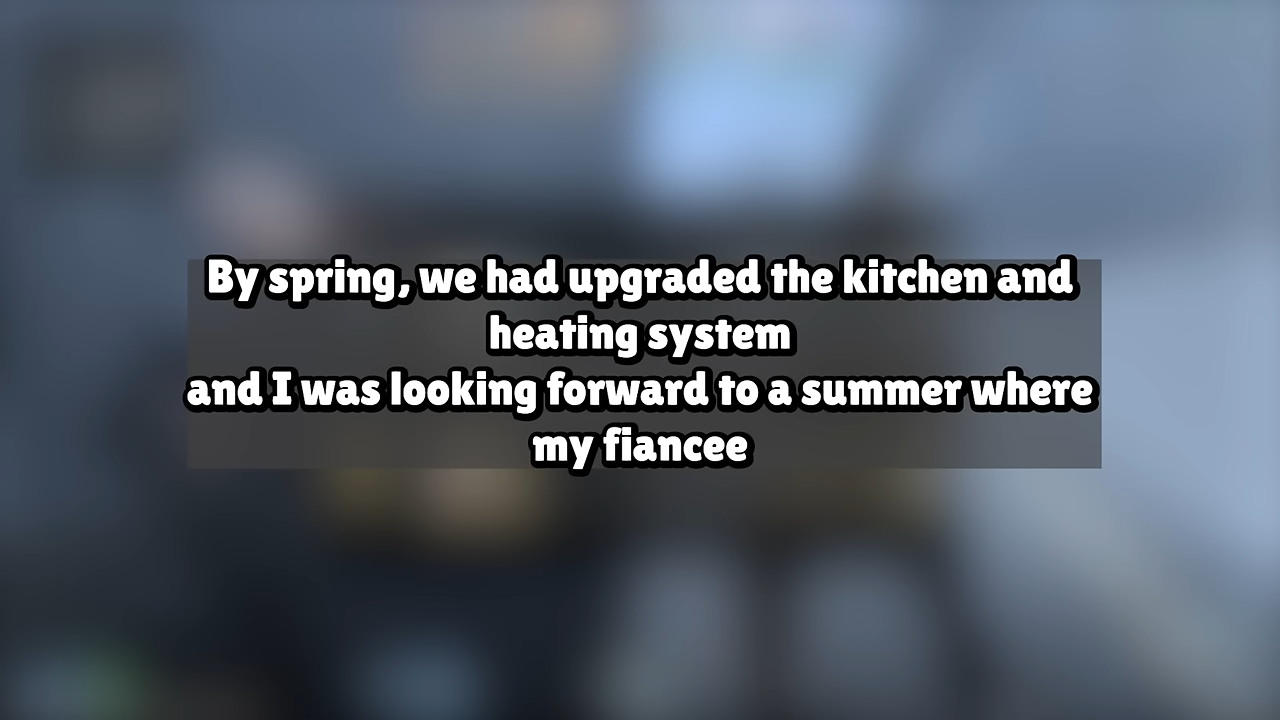 By spring, we had upgraded the kitchen and
heating system
and I was looking forward to a summer where
my fiancee